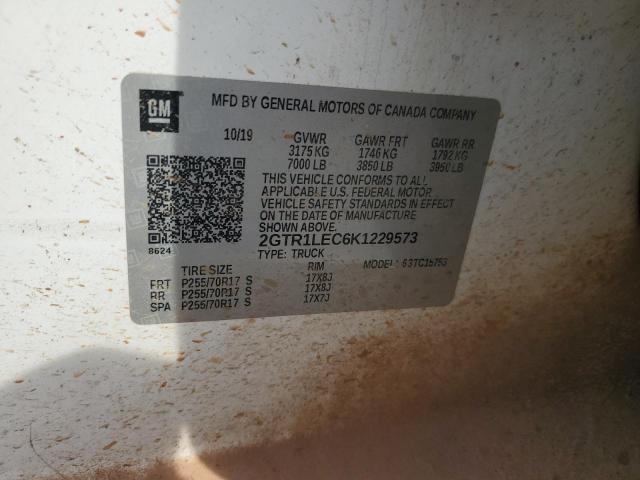 GM MFD BY GENERAL MOTORS OF CANADA COMPANY
10/19 GVWR GAWR FRT GAWR RR
3175 KG 1746 KG 1792 KG
7000 LB 3850 LB 3950 LB
THIS VEHICLE CONFORMS TO ALL
APPLICABLE U.S. FEDERAL MOTOR
VEHICLE SAFETY STANDARDS IN
EFFECT ON THE DATE OF MANUFACTURE
SHOWN ABOVE.
2GTR1LEC6K1229573
8624 TYPE: TRUCK MODEL:
TIRE SIZE RIM
FRT P255/70R17 S 17X8J
RR P255/70R17 S 17X8J
SPA P255/70R17 S 17X7J